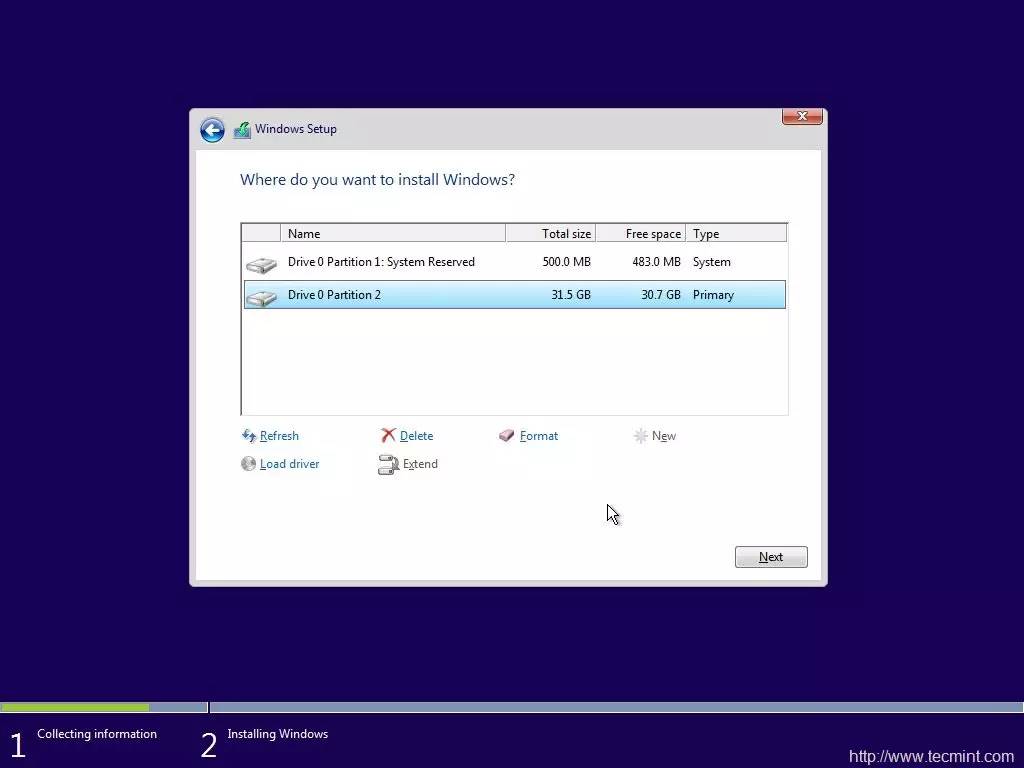 Windows Setup
Where do you want to install Windows?
Name Total size Free space Type
Drive 0 Partition 1: System Reserved 500.0 MB 483.0 MB System
Drive 0 Partition 2 31.5 GB 30.7 GB Primary
Refresh Delete Format New
Load driver Extend
Next
1 Collecting information 2 Installing Windows
http://www.tecmint.com